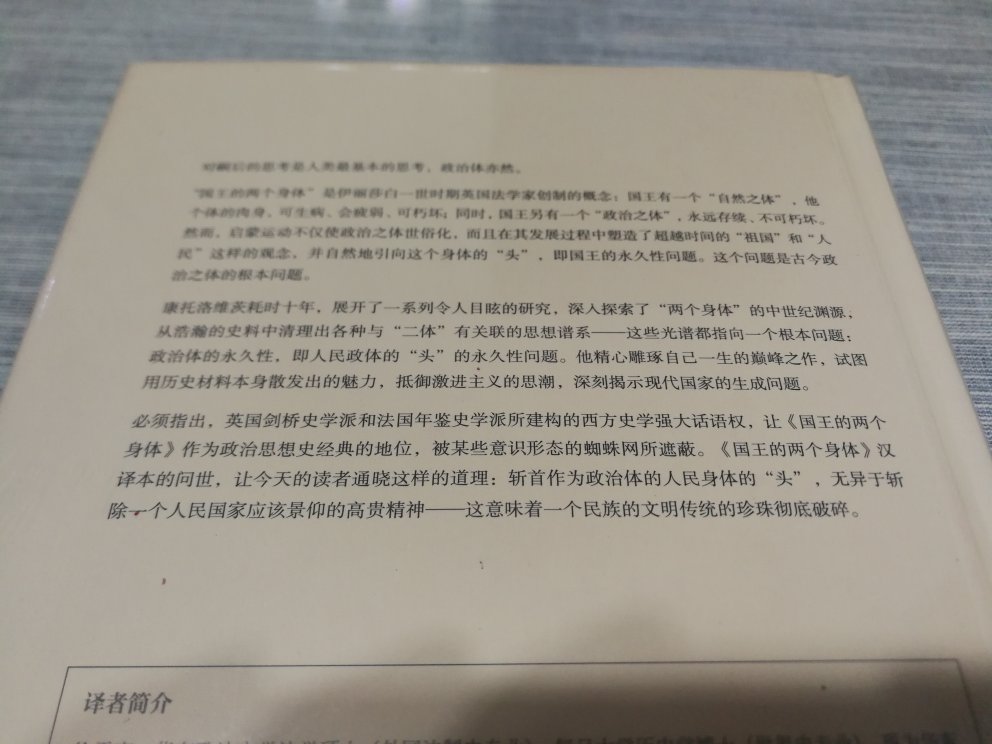 对嗣后的思考是人类最基本的思考，政治体亦然。
“国王的两个身体”是伊丽莎白一世时期英国法学家创制的概念：国王有一个“自然之体”，他
个体的肉身，可生病、会疲弱、可朽坏；同时，国王另有一个“政治之体”，永远存续、不可朽坏。
然而，启蒙运动不仅使政治之体世俗化，而且在其发展过程中塑造了超越时间的“祖国”和“人
民”这样的观念，并自然地引向这个身体的“头”，即国王的永久性问题。这个问题是古今政
治之体的根本问题。
康托洛维茨耗时十年，展开了一系列令人目眩的研究，深入探索了“两个身体”的中世纪渊源，
从浩瀚的史料中清理出各种与“二体”有关联的思想谱系——这些光谱都指向一个根本问题：
政治体的永久性，即人民政体的“头”的永久性问题。他精心雕琢自己一生的巅峰之作，试图
用历史材料本身散发出的魅力，抵御激进主义的思潮，深刻揭示现代国家的生成问题。
必须指出，英国剑桥史学派和法国年鉴史学派所建构的西方史学强大话语权，让《国王的两个
身体》作为政治思想史经典的地位，被某些意识形态的蜘蛛网所遮蔽。《国王的两个身体》汉
译本的问世，让今天的读者通晓这样的道理：斩首作为政治体的人民身体的“头”，无异于斩
除一个人民国家应该景仰的高贵精神——这意味着一个民族的文明传统的珍珠彻底破碎。
译者简介